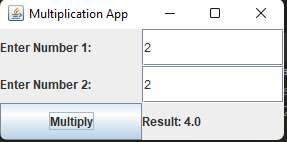 Multiplication App
Enter Number 1: 2
Enter Number 2: 2
Multiply Result: 4.0